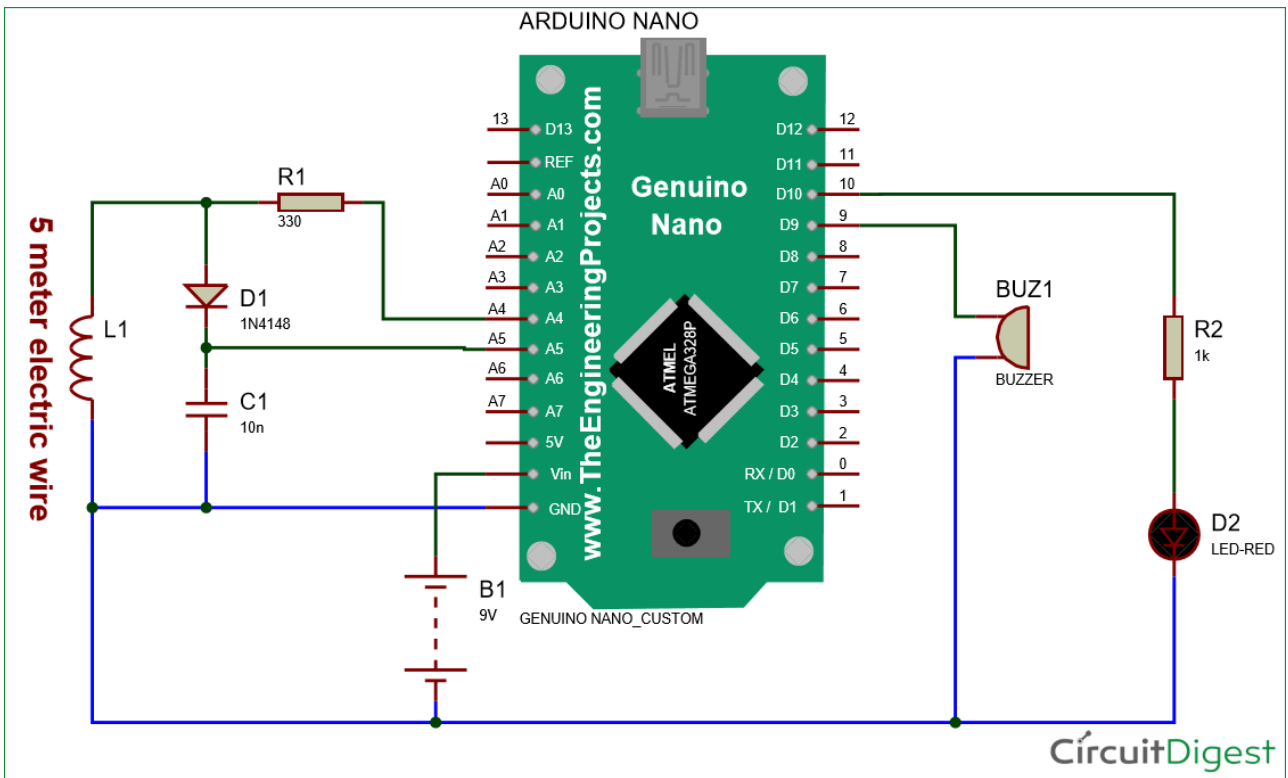 ARDUINO NANO
13
D13
REF
A0
A0
A1
A1
A2
A2
A3
A3
A4
A4
A5
A5
A6
A6
A7
A7
5V
Vin
GND
www.TheEngineeringProjects.com
Genuino
Nano
ATMEL
ATMEGA328P
D12
12
D11
11
D10
10
D9
9
D8
8
D7
7
D6
6
D5
5
D4
4
D3
3
D2
2
RX / D0
0
TX / D1
1
GENUINO NANO_CUSTOM
5 meter electric wire
L1
R1
330
D1
1N4148
C1
10n
B1
9V
BUZ1
BUZZER
R2
1k
D2
LED-RED
CircuitDigest